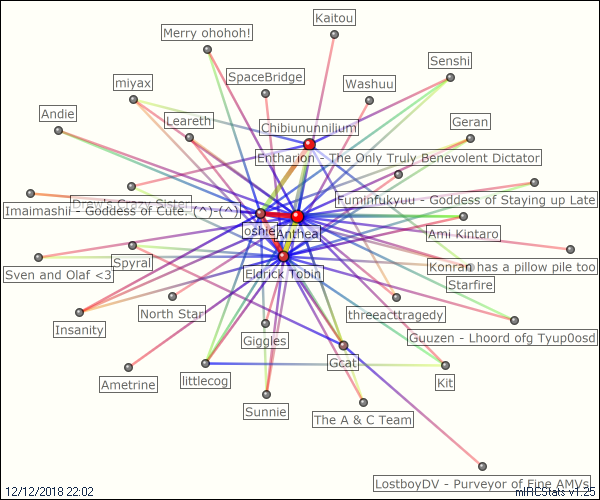 Kaitou
Merry ohohoh!
Senshi
SpaceBridge
miyax
Washuu
Andie
Leareth
Chibiununnilium
Geran
Entharion - The Only Truly Benevolent Dictator
Drew's Crazy Sister
Fuminfukyuu - Goddess of Staying up Late
Imaimashii - Goddess of Cute. (^)-(^)
oshie
Anthea
Ami Kintaro
Spyral
Konran has a pillow pile too
Sven and Olaf <3
Eldrick Tobin
Starfire
North Star
threeacttragedy
Insanity
Giggles
Guuzen - Lhoord ofg Tyup0osd
Gcat
Ametrine
littlecog
Kit
Sunnie
The A & C Team
LostboyDV - Purveyor of Fine AMVs
12/12/2018 22:02
mIRCStats v1.25